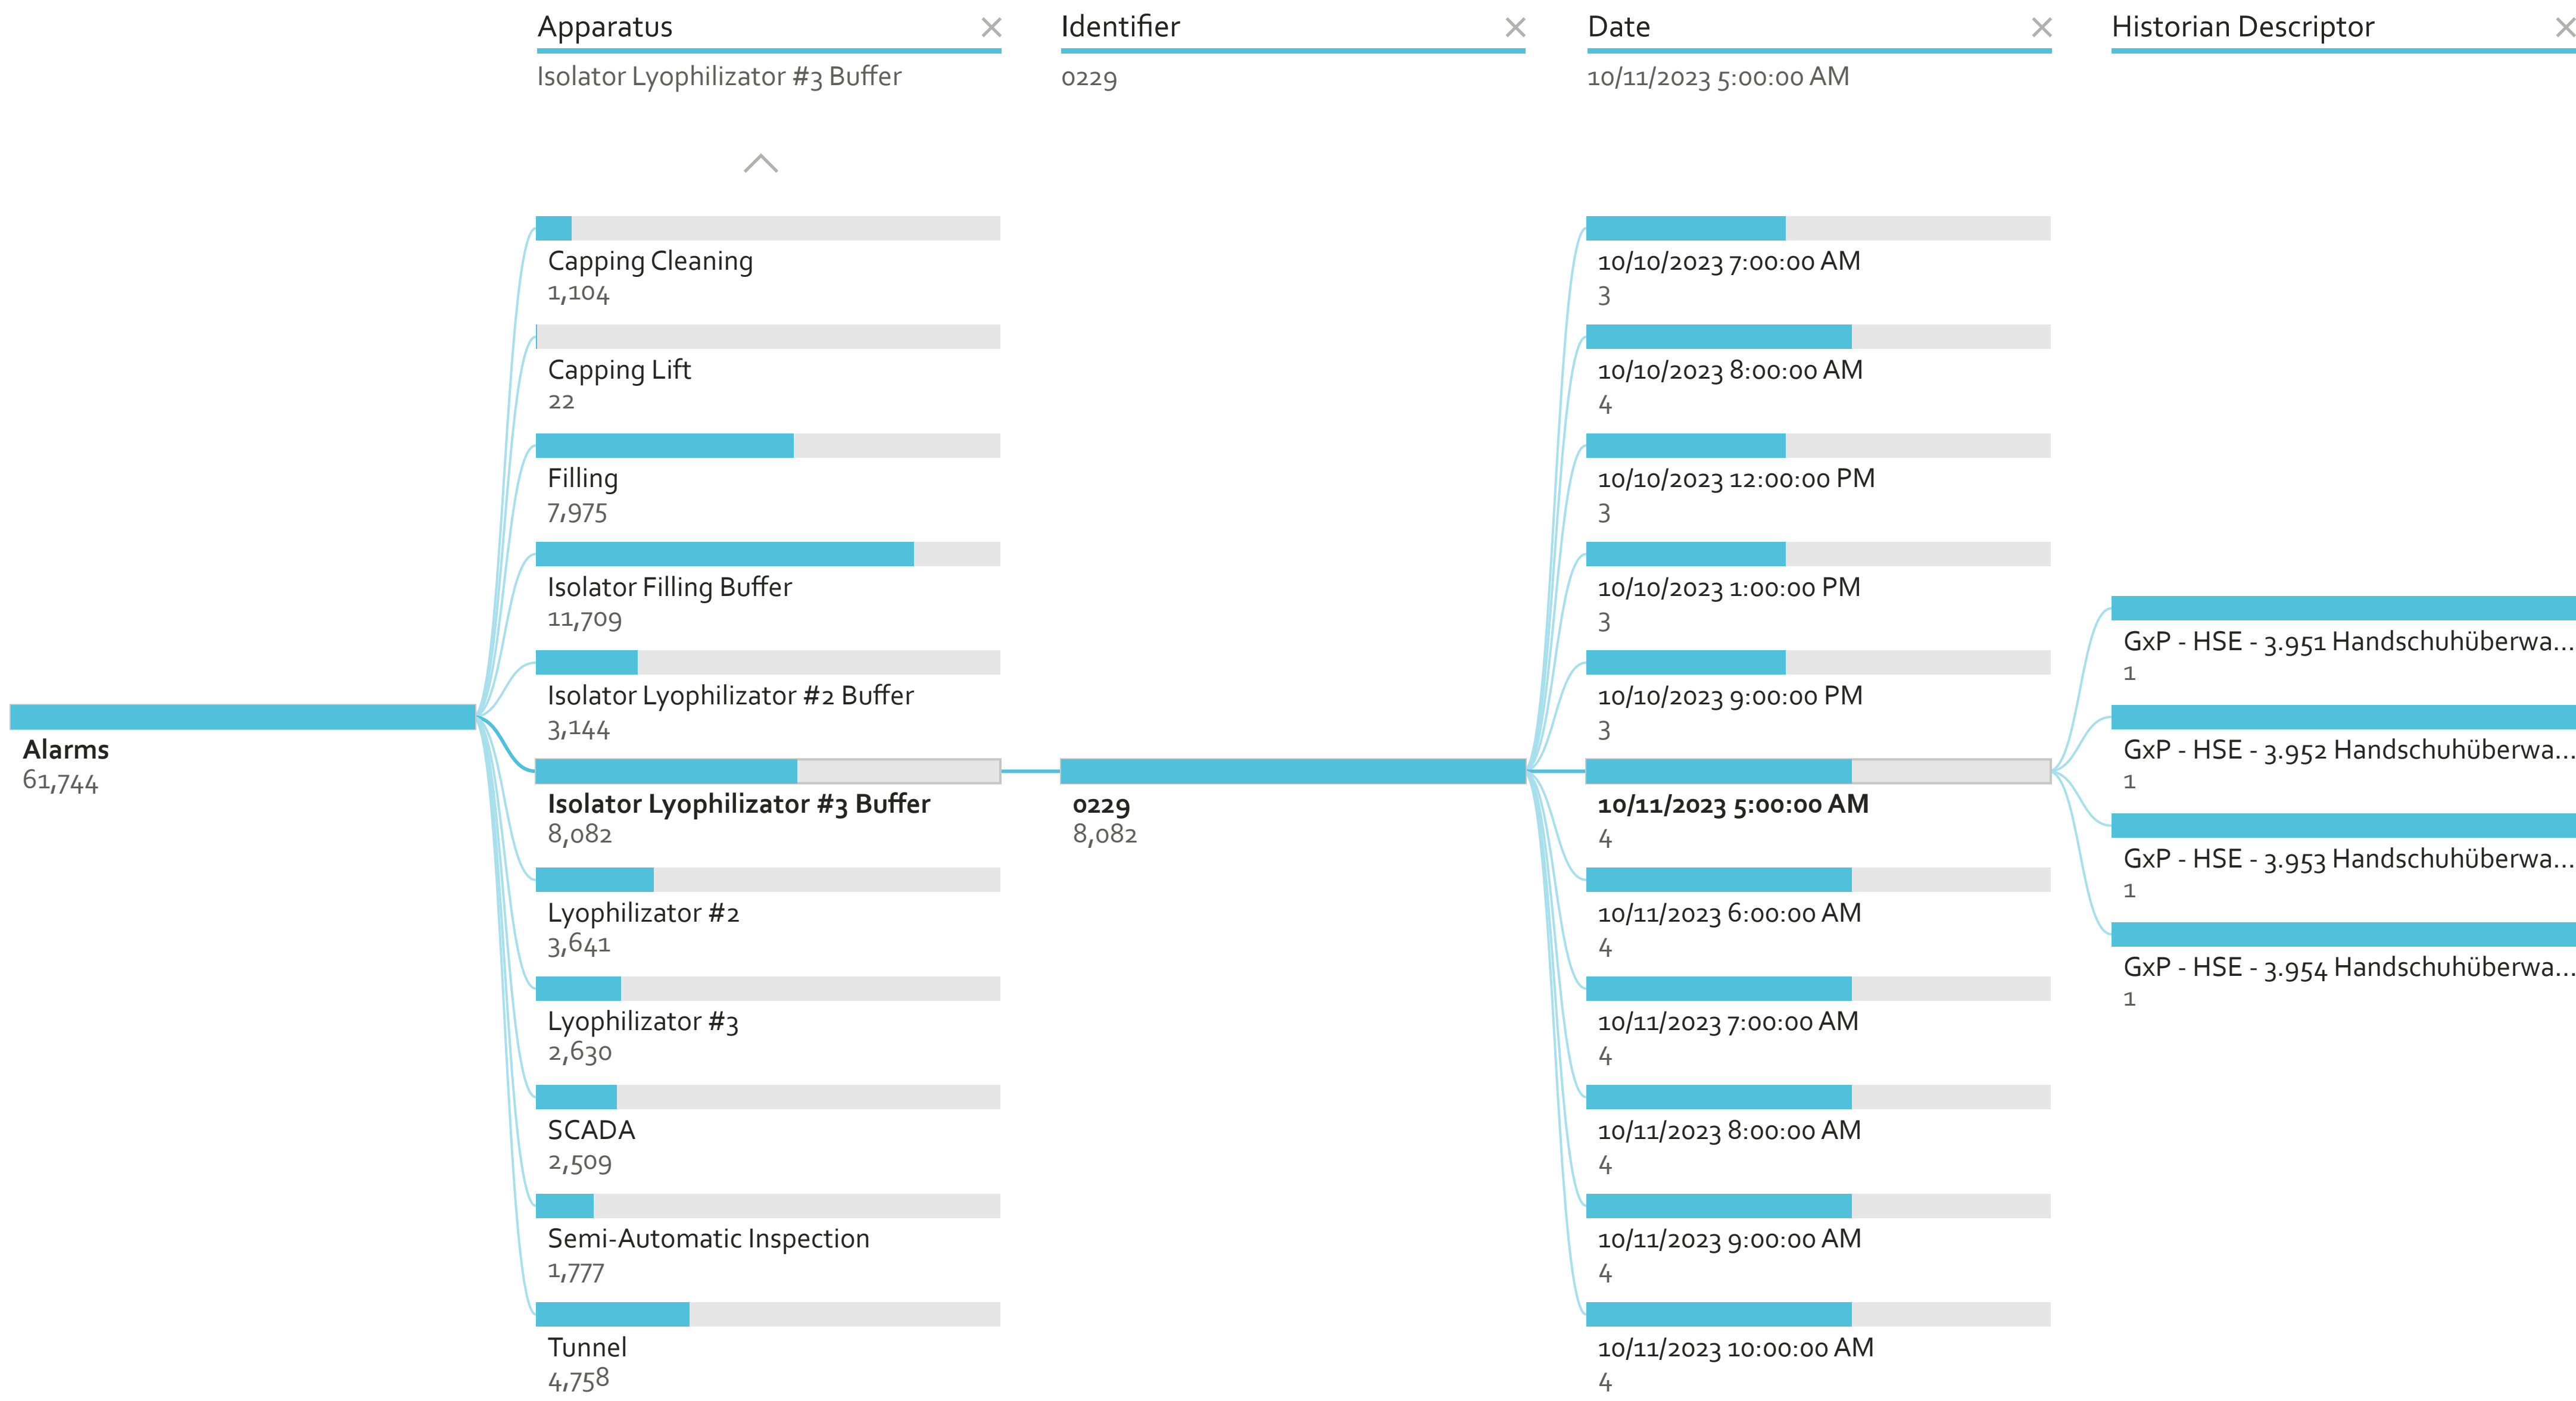 Apparatus
Isolator Lyophilizator #3 Buffer
Identifier
0229
Date
10/11/2023 5:00:00 AM
Historian Descriptor
Alarms
61,744
Capping Cleaning
1,104
Capping Lift
22
Filling
7,975
Isolator Filling Buffer
11,709
Isolator Lyophilizator #2 Buffer
3,144
Isolator Lyophilizator #3 Buffer
8,082
Lyophilizator #2
3,641
Lyophilizator #3
2,630
SCADA
2,509
Semi-Automatic Inspection
1,777
Tunnel
4,758
0229
8,082
10/10/2023 7:00:00 AM
3
10/10/2023 8:00:00 AM
4
10/10/2023 12:00:00 PM
3
10/10/2023 1:00:00 PM
3
10/10/2023 9:00:00 PM
3
10/11/2023 5:00:00 AM
4
10/11/2023 6:00:00 AM
4
10/11/2023 7:00:00 AM
4
10/11/2023 8:00:00 AM
4
10/11/2023 9:00:00 AM
4
10/11/2023 10:00:00 AM
4
GxP - HSE - 3.951 Handschuhüberwa...
1
GxP - HSE - 3.952 Handschuhüberwa...
1
GxP - HSE - 3.953 Handschuhüberwa...
1
GxP - HSE - 3.954 Handschuhüberwa...
1